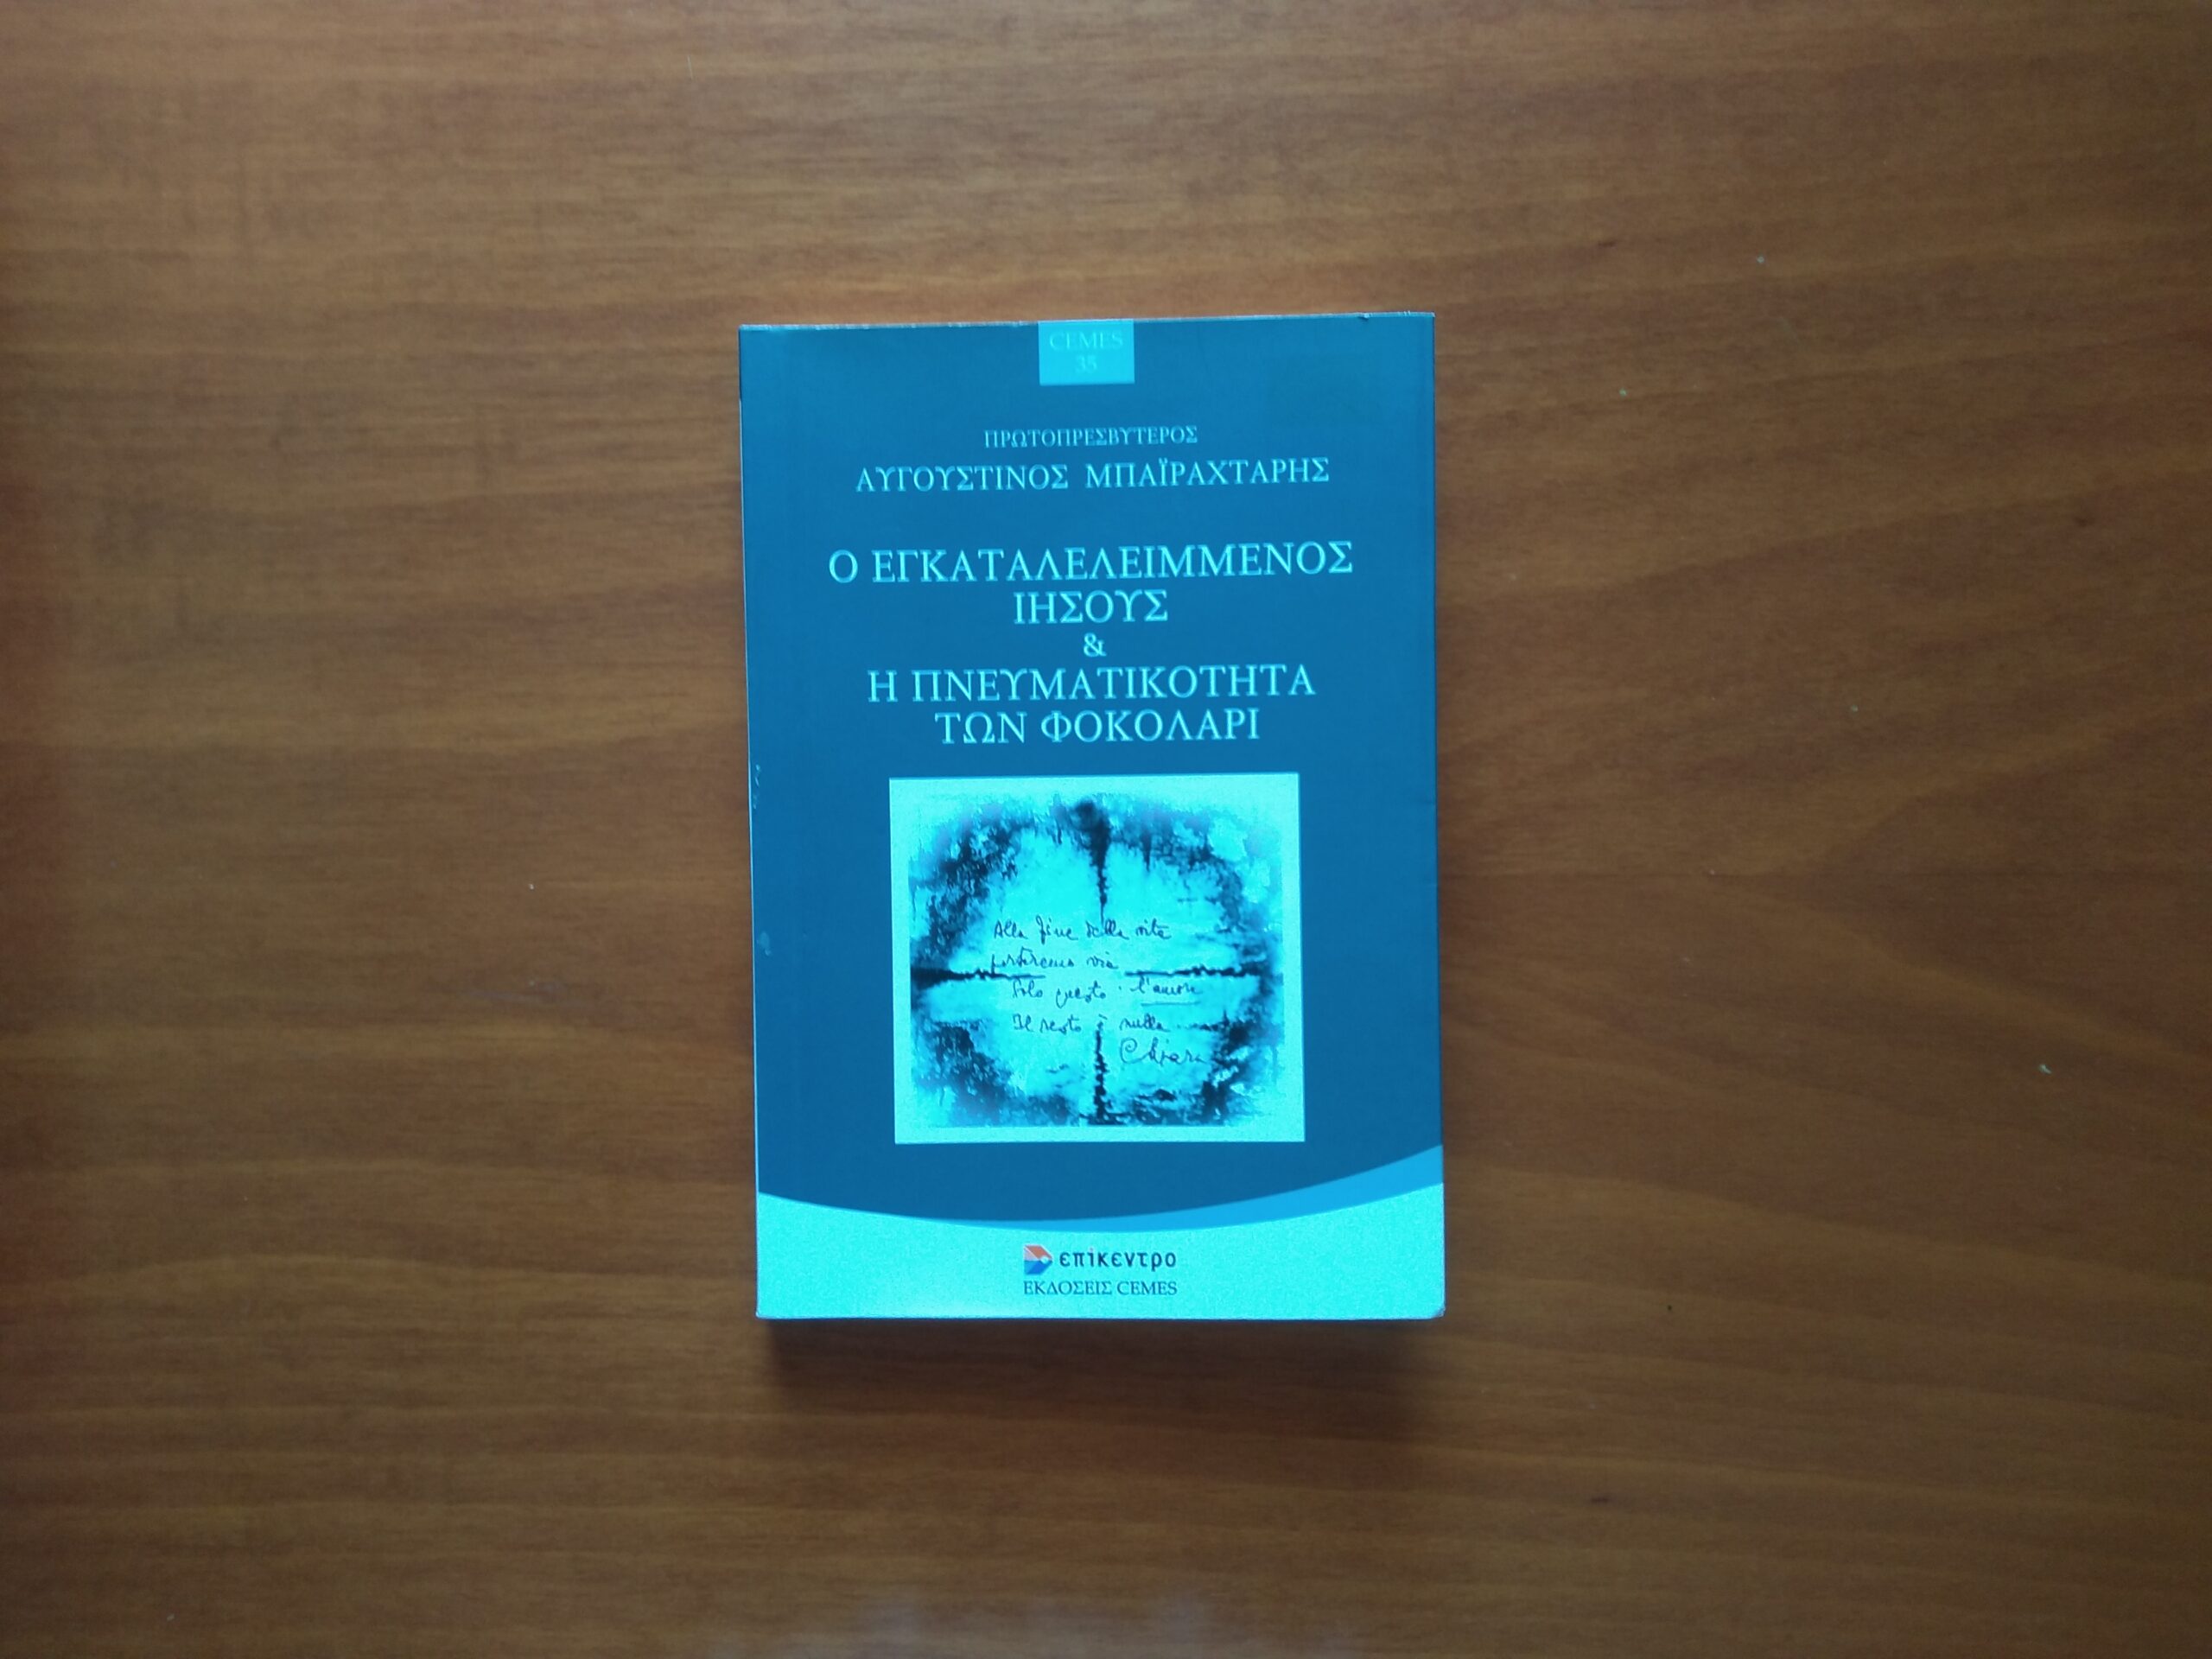 CEMES
35
ΠΡΩΤΟΠΡΕΣΒΥΤΕΡΟΣ
ΑΥΓΟΥΣΤΙΝΟΣ ΜΠΑΪΡΑΧΤΑΡΗΣ
Ο ΕΓΚΑΤΑΛΕΛΕΙΜΜΕΝΟΣ
ΙΗΣΟΥΣ
&
Η ΠΝΕΥΜΑΤΙΚΟΤΗΤΑ
ΤΩΝ ΦΟΚΟΛΑΡΙ
Alla fine della vita
porteremo via
Solo questo: l'amore
Il resto è nulla
Chiara
επίκεντρο
ΕΚΔΟΣΕΙΣ CEMES